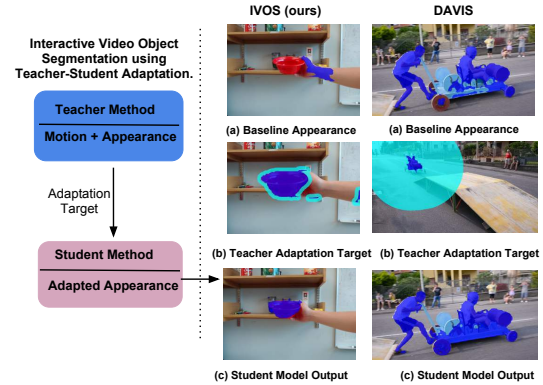 Interactive Video Object
Segmentation using
Teacher-Student Adaptation.
Teacher Method
Motion + Appearance
Adaptation
Target
Student Method
Adapted Appearance
IVOS (ours)
DAVIS
(a) Baseline Appearance
(a) Baseline Appearance
(b) Teacher Adaptation Target
(b) Teacher Adaptation Target
(c) Student Model Output
(c) Student Model Output